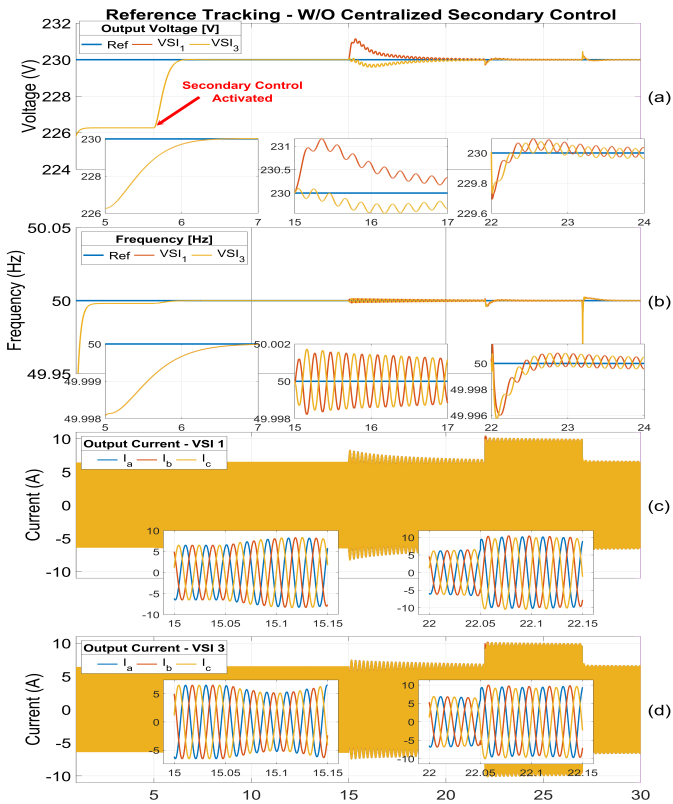 Reference Tracking - W/O Centralized Secondary Control
Output Voltage [V]
Ref VSI1 VSI3
Secondary Control
Activated
Voltage (V)
232
230
228
226
224
(a)
230
228
226
5 6 7
231
230.5
230
15 16 17
230
229.8
229.6
22 23 24
Frequency [Hz]
Ref VSI1 VSI3
Frequency (Hz)
50.05
50
49.95
(b)
50
49.999
49.998
5 6 7
50.002
50
49.998
15 16 17
50
49.998
49.996
22 23 24
Output Current - VSI 1
Ia Ib Ic
Current (A)
10
5
0
-5
-10
(c)
10
5
0
-5
-10
15 15.05 15.1 15.15
10
5
0
-5
-10
22 22.05 22.1 22.15
Output Current - VSI 3
Ia Ib Ic
Current (A)
10
5
0
-5
-10
(d)
5
0
-5
15 15.05 15.1 15.15
10
5
0
-5
-10
22 22.05 22.1 22.15
5 10 15 20 25 30